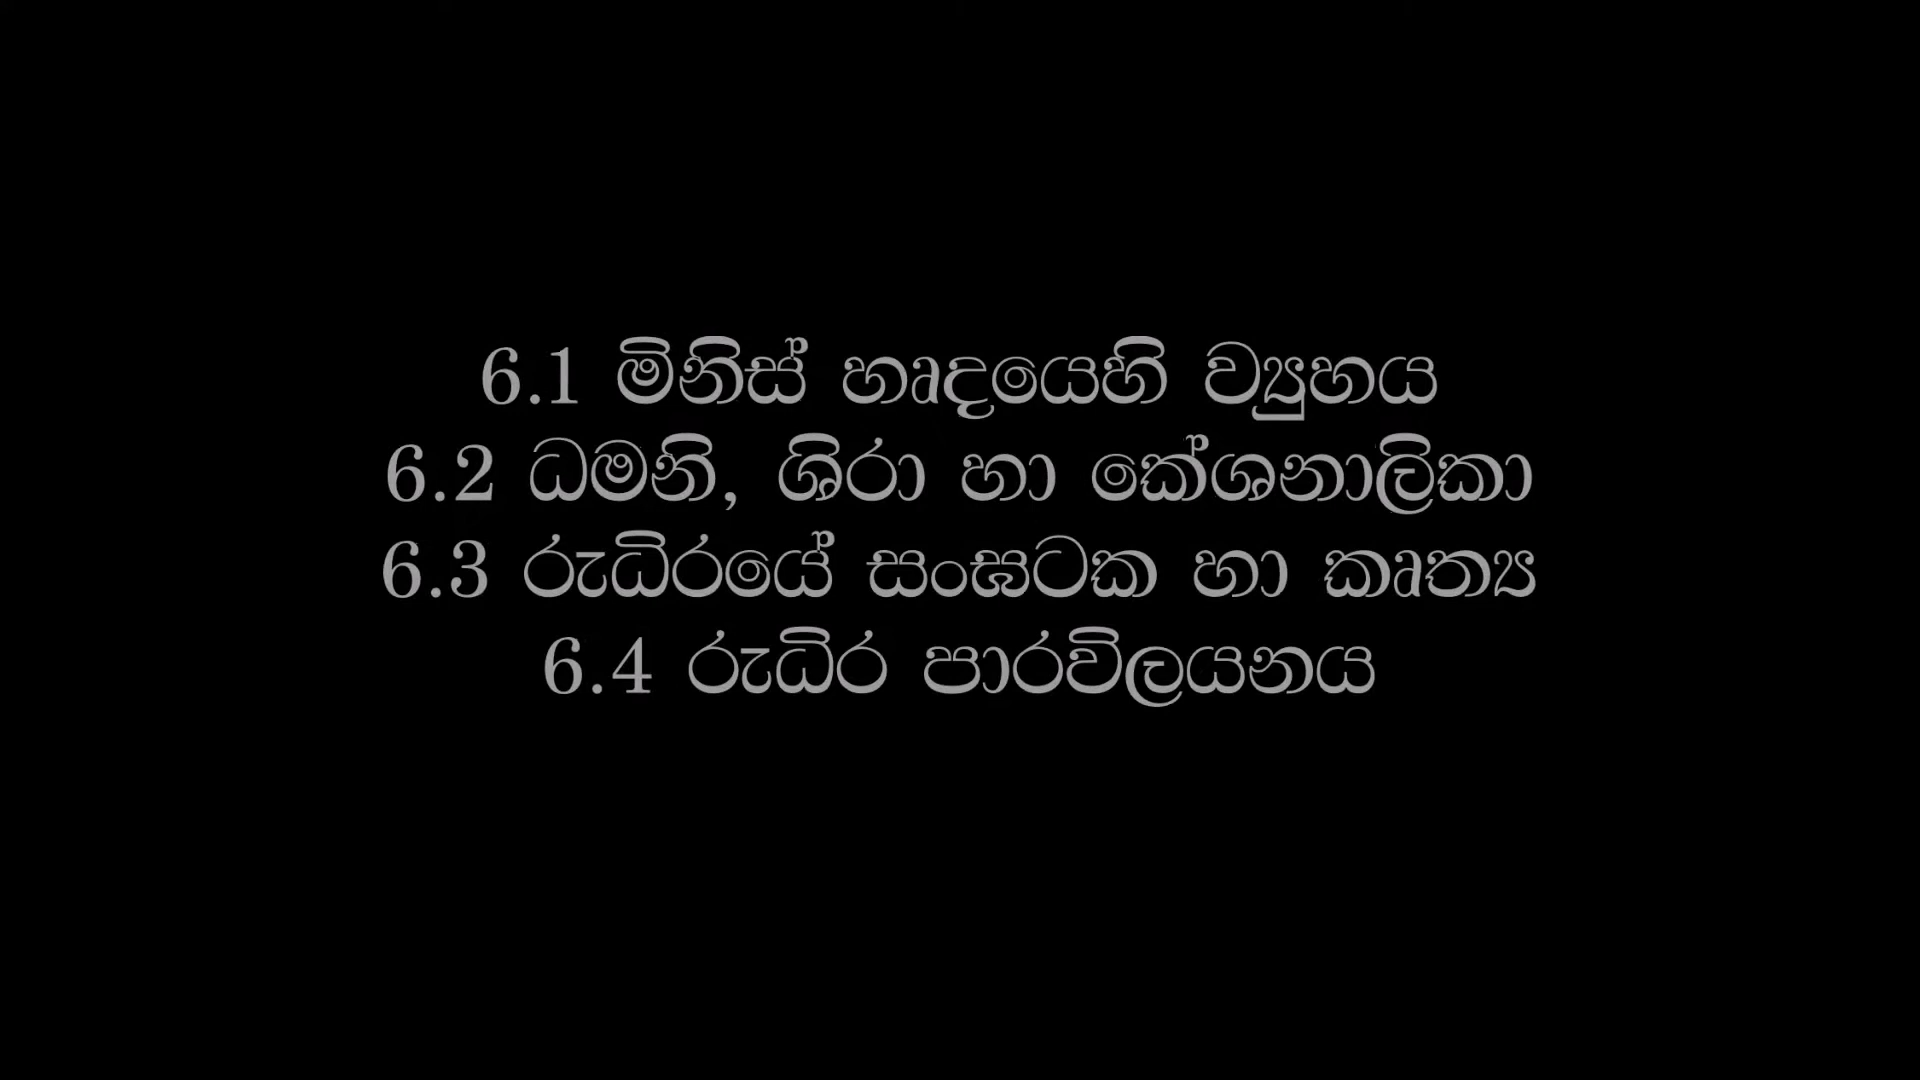 6.1 මිනිස් හෘදයෙහි ව්‍යුහය
6.2 ධමනි, ශිරා හා කේශනාලිකා
6.3 රුධිරයේ සංඝටක හා කෘත්‍ය
6.4 රුධිර පාරවිලයනය